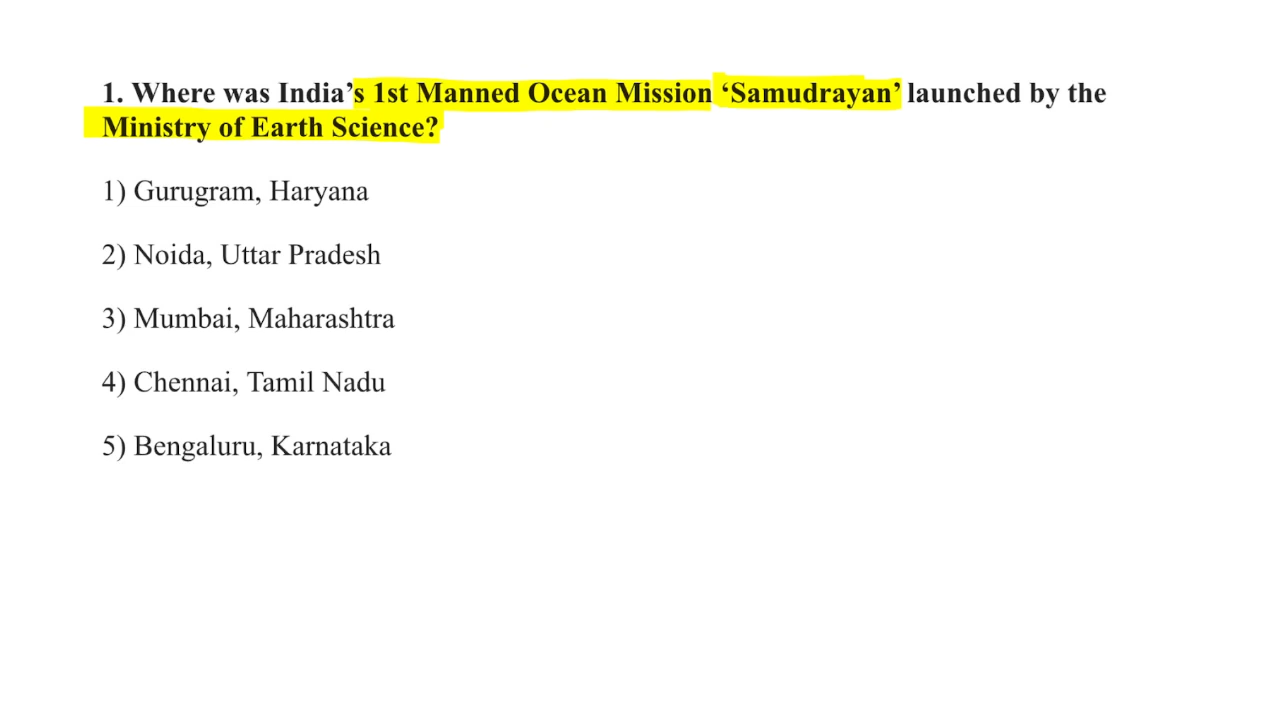 1. Where was India’s 1st Manned Ocean Mission ‘Samudrayan’ launched by the
Ministry of Earth Science?
1) Gurugram, Haryana
2) Noida, Uttar Pradesh
3) Mumbai, Maharashtra
4) Chennai, Tamil Nadu
5) Bengaluru, Karnataka